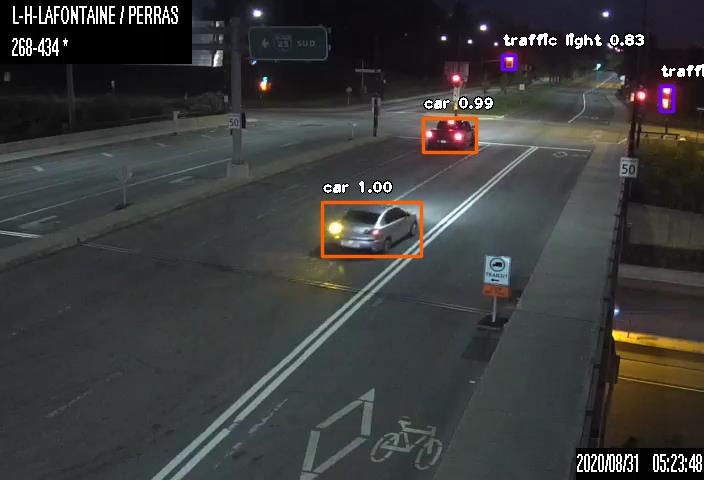 L-H-LAFONTAINE / PERRAS
268-434 *
traffic light 0.83
traffi
car 0.99
car 1.00
25 SUD
50
50
TRANSIT
2020/08/31 05:23:48